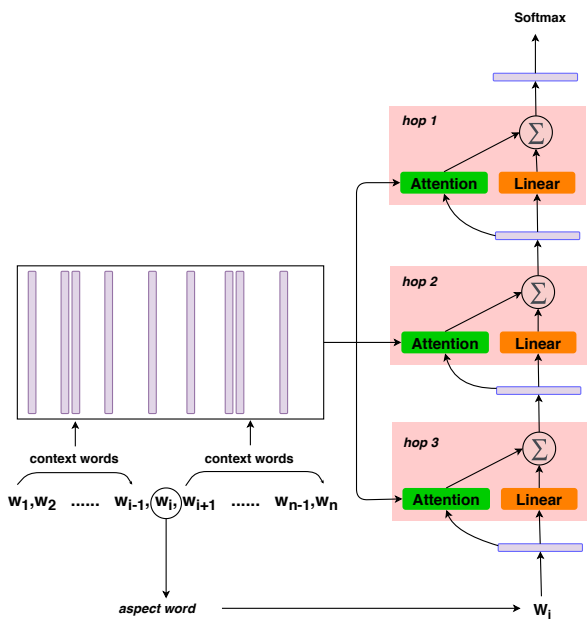 Softmax
hop 1
Σ
Attention
Linear
hop 2
Σ
Attention
Linear
context words
context words
hop 3
Σ
Attention
Linear
w1,w2 ...... wi-1, wi, wi+1 ...... wn-1,wn
aspect word
wi